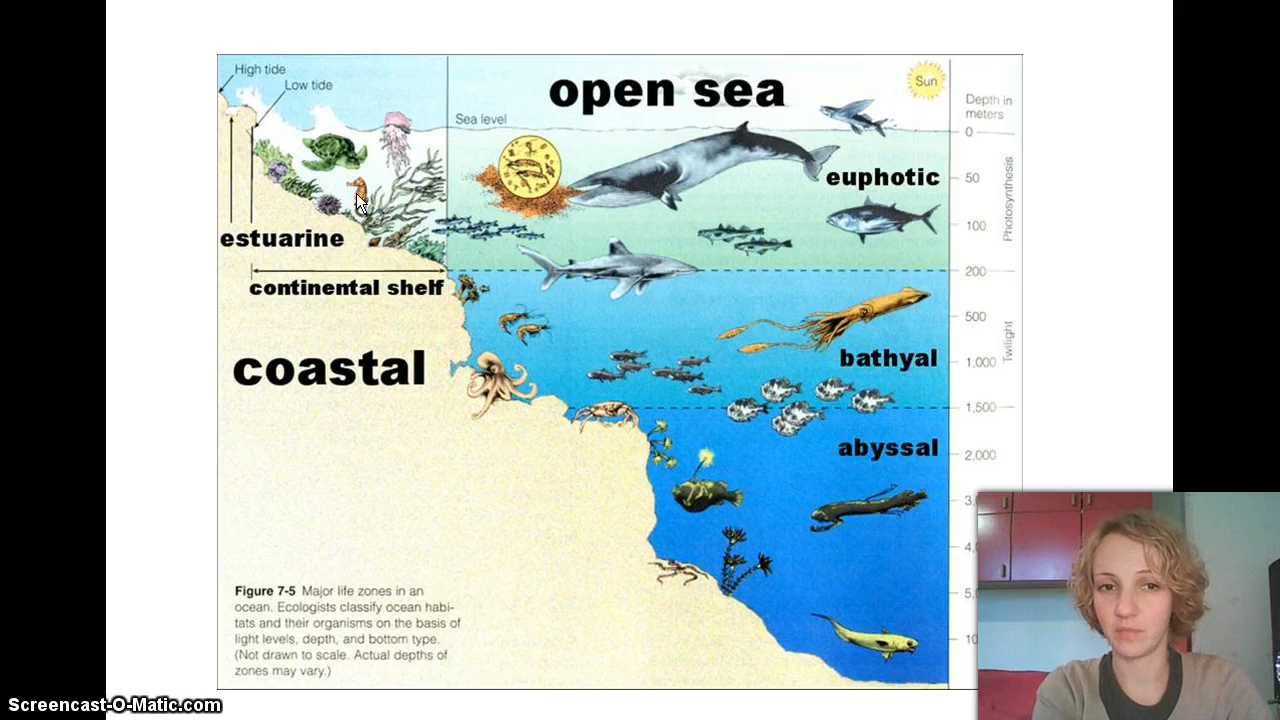 High tide
Low tide
open sea
Sun
Sea level
Depth in
meters
0
euphotic
50
Photosynthesis
100
estuarine
200
continental shelf
500
Twilight
bathyal
1,000
coastal
1,500
abyssal
2,000
Figure 7-5 Major life zones in an
ocean. Ecologists classify ocean habi-
tats and their organisms on the basis of
light levels, depth, and bottom type.
(Not drawn to scale. Actual depths of
zones may vary.)
Screencast-O-Matic.com